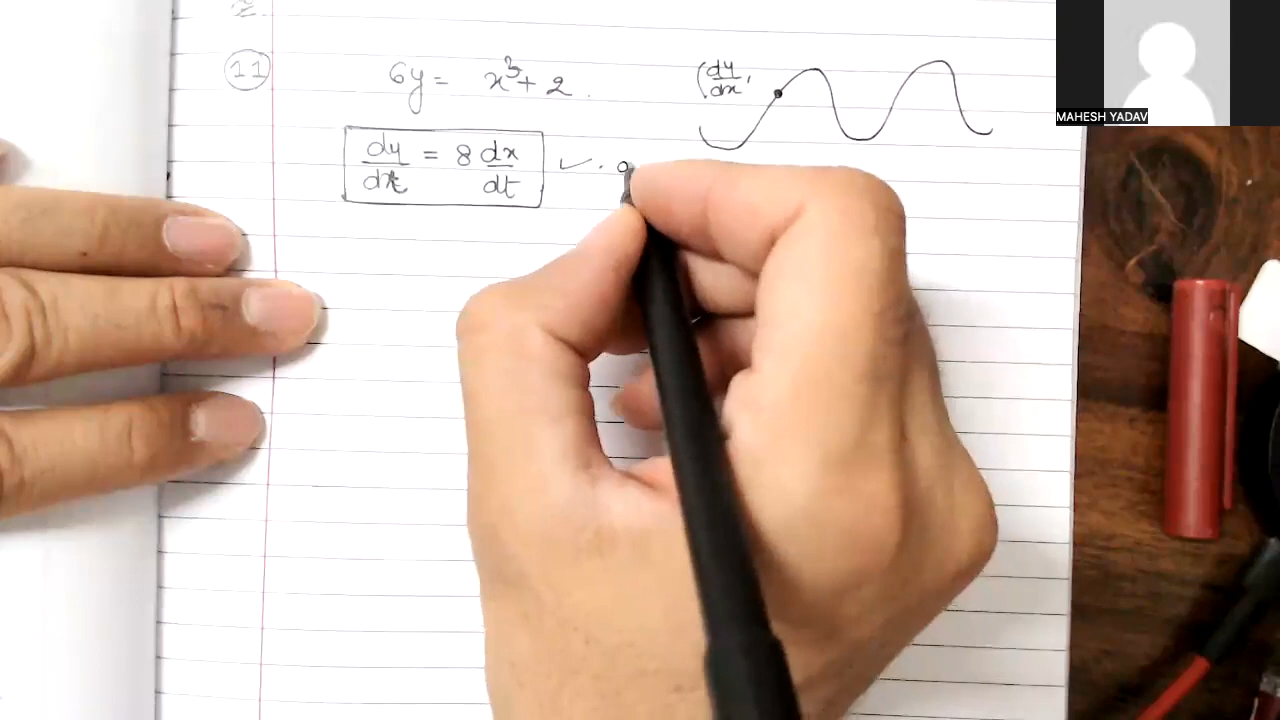 11 6y = x³ + 2
(dy/dx,
dy/dt = 8 dx/dt ✓.
MAHESH YADAV